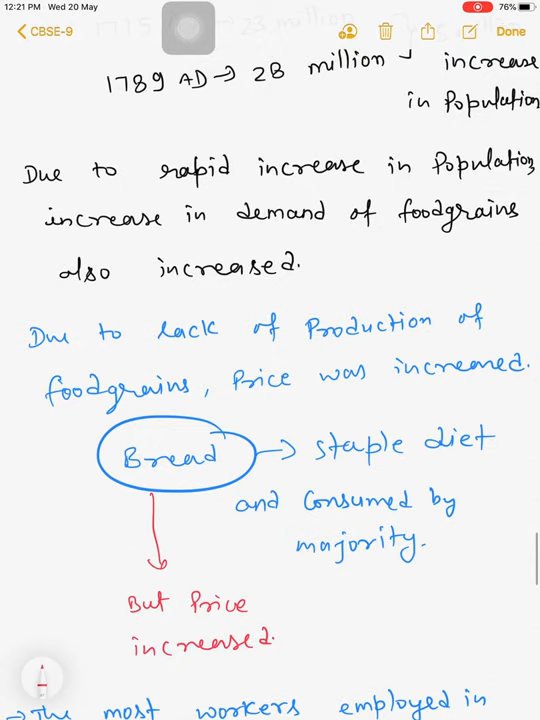 12:21 PM Wed 20 May 76%
CBSE-9 Done
1789 AD → 28 million increase
in Population
Due to rapid increase in Population,
increase in demand of foodgrains
also increased.
Due to lack of Production of
foodgrains, Price was increased.
Bread → Staple diet
and Consumed by
majority.
But Price
increased.
→ The most workers employed in